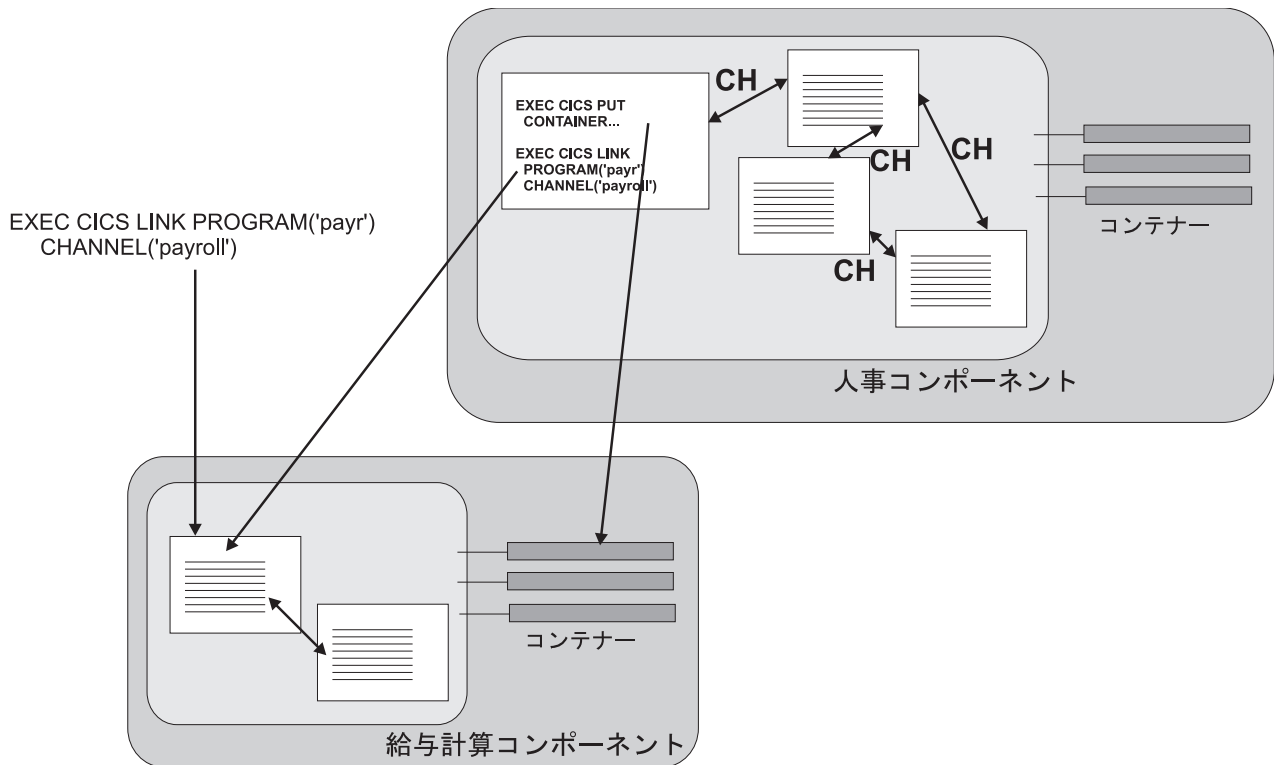 CH
EXEC CICS PUT
CONTAINER...
EXEC CICS LINK
PROGRAM('payr')
CHANNEL('payroll')
CH
CH
CH
コンテナー
人事コンポーネント
EXEC CICS LINK PROGRAM('payr')
CHANNEL('payroll')
コンテナー
給与計算コンポーネント